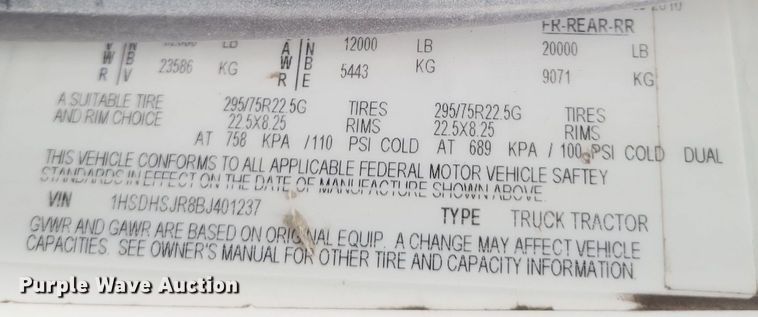 2010
FR-REAR-RR
LB 12000 LB 20000 LB
V B W V R 23586 KG A N W B R E 5443 KG 9071 KG
A SUITABLE TIRE 295/75R22.5G TIRES 295/75R22.5G TIRES
AND RIM CHOICE 22.5X8.25 RIMS 22.5X8.25 RIMS
AT 758 KPA /110 PSI COLD AT 689 KPA / 100 PSI COLD DUAL
THIS VEHICLE CONFORMS TO ALL APPLICABLE FEDERAL MOTOR VEHICLE SAFTEY
STANDARDS IN EFFECT ON THE DATE OF MANUFACTURE SHOWN ABOVE.
VIN 1HSDHSJR8BJ401237 TYPE TRUCK TRACTOR
GVWR AND GAWR ARE BASED ON ORIGINAL EQUIP. A CHANGE MAY AFFECT VEHICLE
CAPACITIES. SEE OWNER'S MANUAL FOR OTHER TIRE AND CAPACITY INFORMATION.
Purple Wave Auction